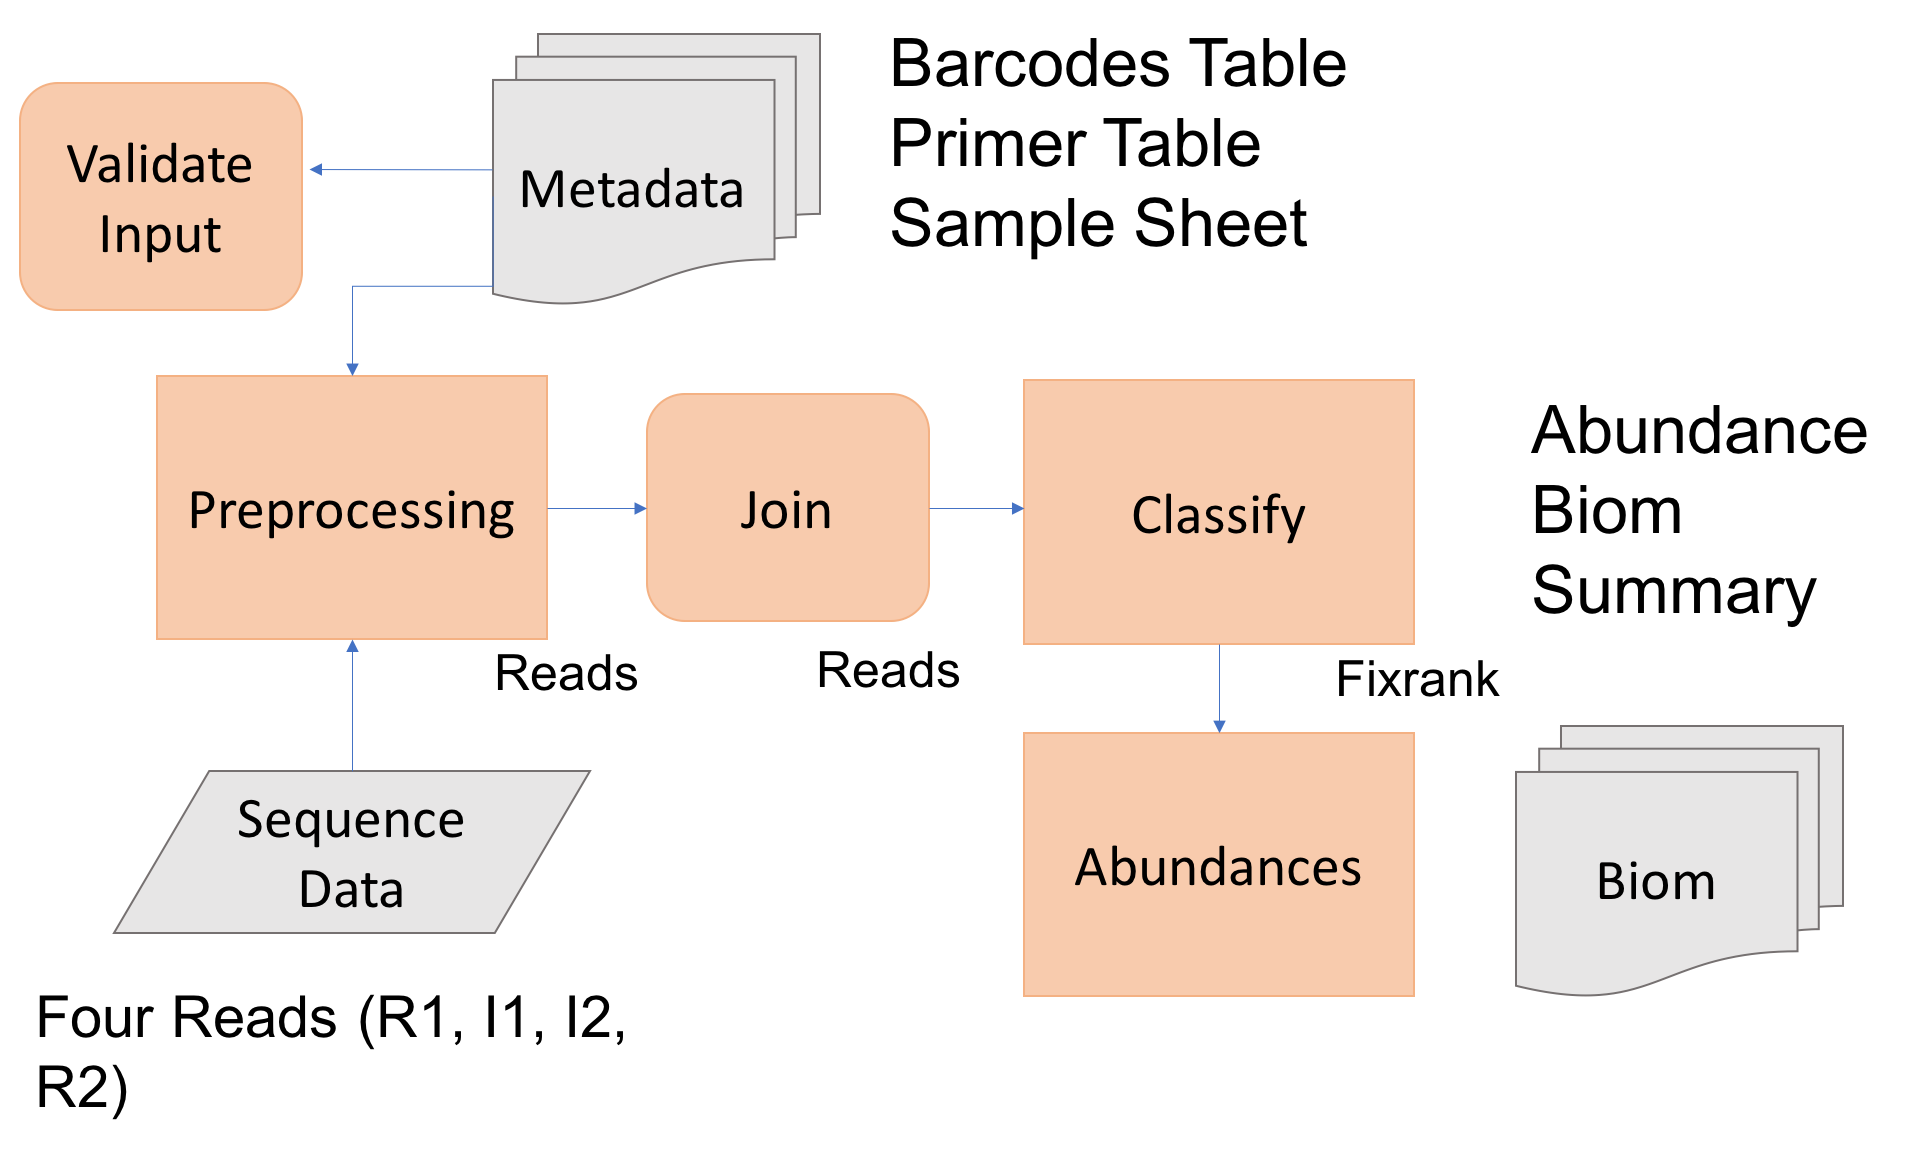 Barcodes Table
Primer Table
Sample Sheet
Validate
Input
Metadata
Preprocessing
Join
Classify
Abundance
Biom
Summary
Reads
Reads
Fixrank
Sequence
Data
Abundances
Biom
Four Reads (R1, I1, I2,
R2)